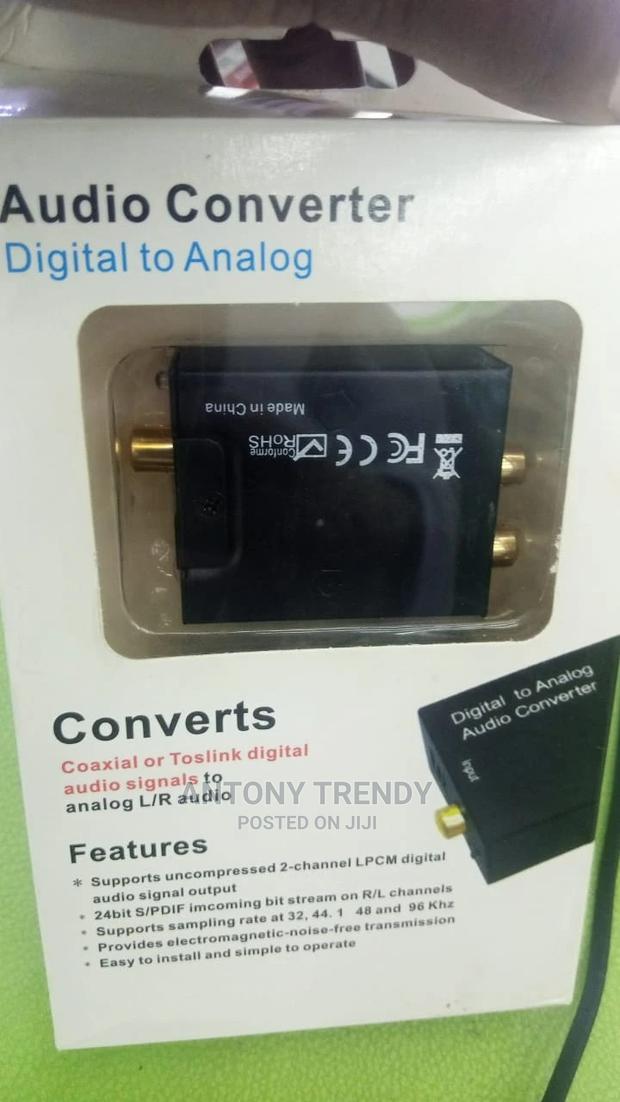 Audio Converter
Digital to Analog
Made in China
Conforme
RoHS
CE FC
Digital to Analog
Audio Converter
Input
Converts
Coaxial or Toslink digital
audio signals to
analog L/R audio
ANTONY TRENDY
POSTED ON JIJI
Features
* Supports uncompressed 2-channel LPCM digital
audio signal output
• 24bit S/PDIF imcoming bit stream on R/L channels
• Supports sampling rate at 32, 44. 1 48 and 96 Khz
• Provides electromagnetic-noise-free transmission
• Easy to install and simple to operate